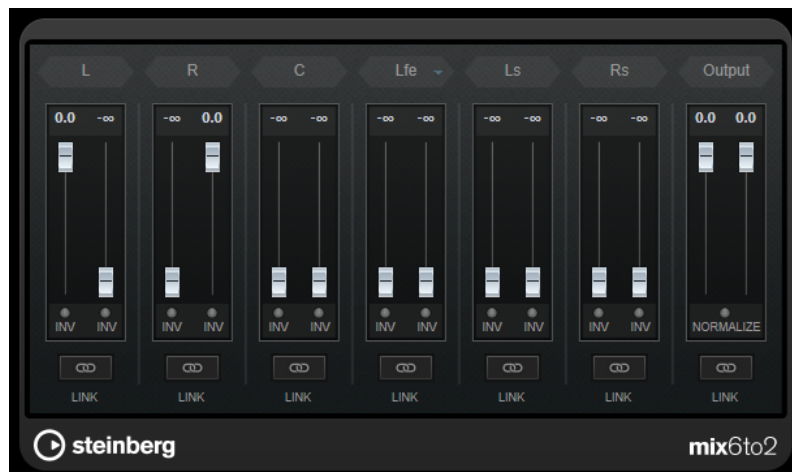 L R C Lfe Ls Rs Output
0.0 -∞ -∞ 0.0 -∞ -∞ -∞ -∞ -∞ -∞ -∞ -∞ 0.0 0.0
INV INV INV INV INV INV INV INV INV INV INV INV NORMALIZE
LINK LINK LINK LINK LINK LINK LINK
steinberg mix6to2